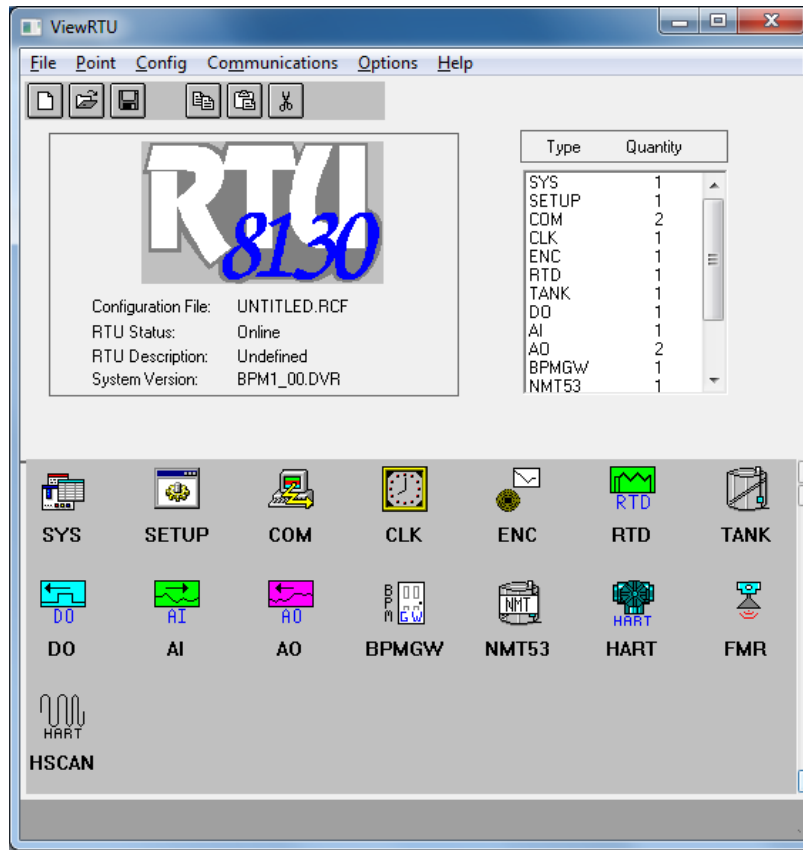 ViewRTU
File Point Config Communications Options Help
RTU
8130
Configuration File: UNTITLED.RCF
RTU Status: Online
RTU Description: Undefined
System Version: BPM1_00.DVR
Type Quantity
SYS 1
SETUP 1
COM 2
CLK 1
ENC 1
RTD 1
TANK 1
DO 1
AI 1
AO 2
BPMGW 1
NMT53 1
RTD
SYS SETUP COM CLK ENC RTD TANK
DO AI AO BPM GW NMT HART
DO AI AO BPMGW NMT53 HART FMR
HART
HSCAN